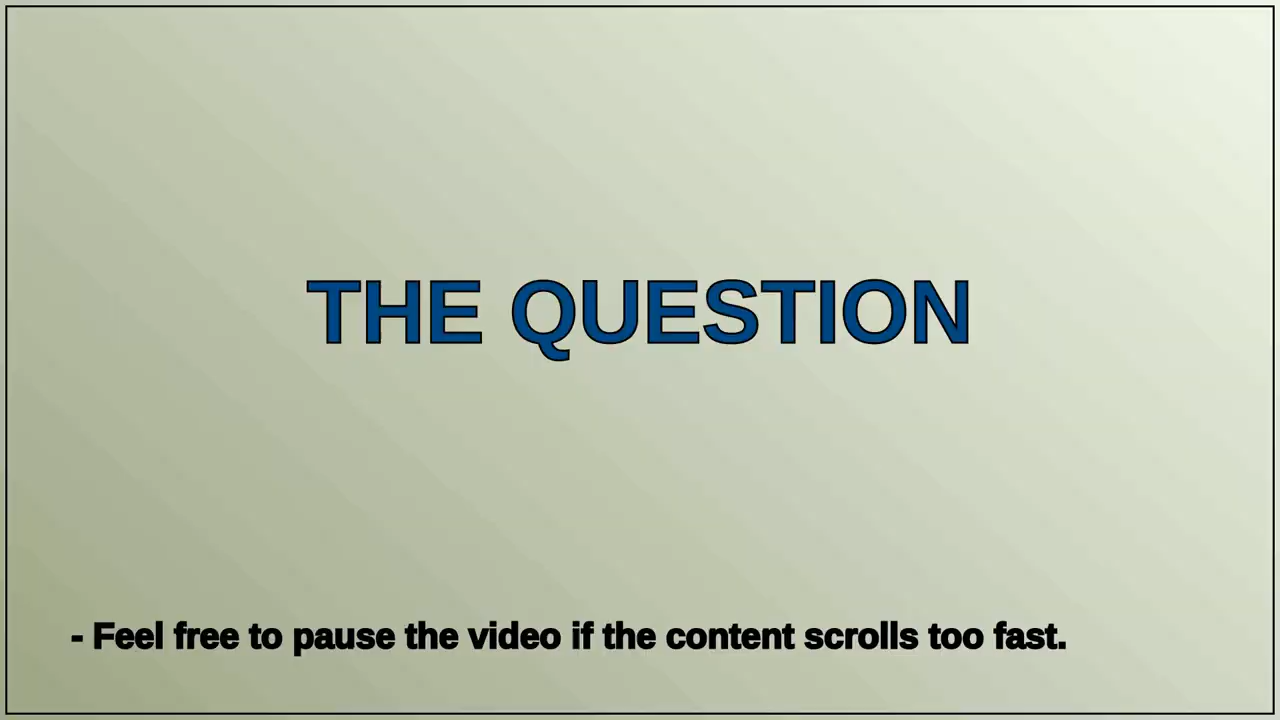 THE QUESTION
- Feel free to pause the video if the content scrolls too fast.